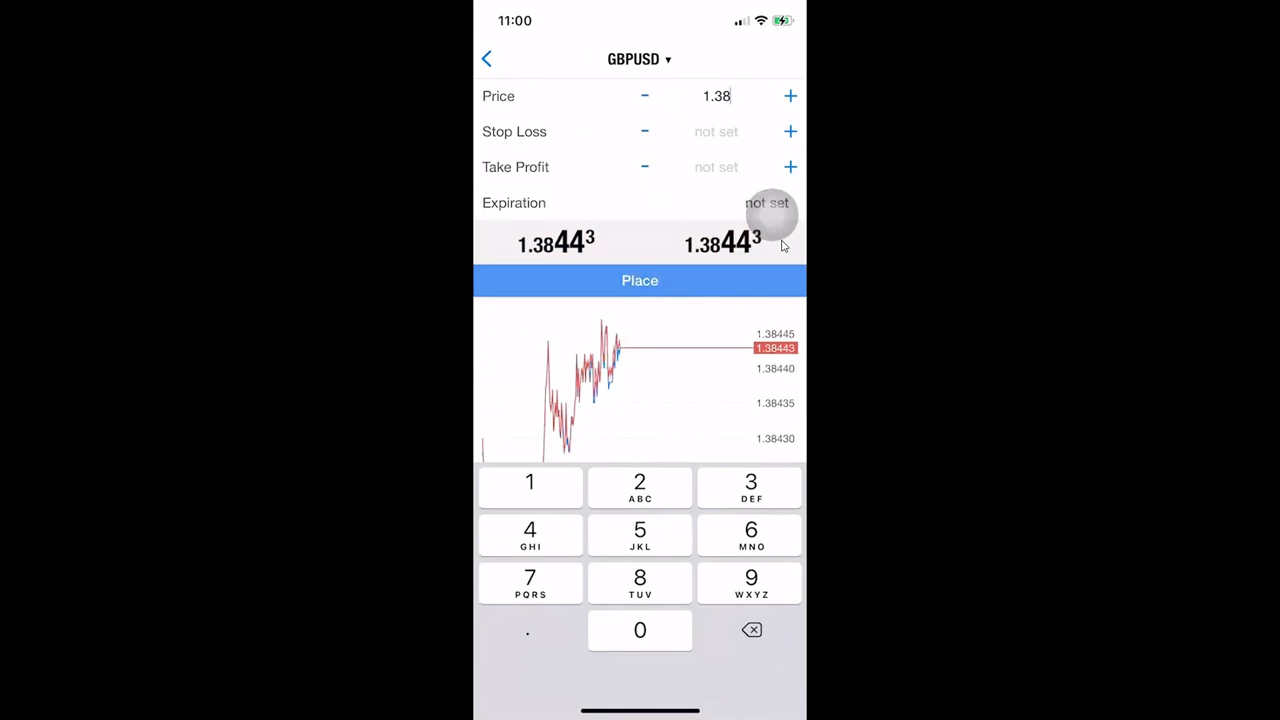 11:00
GBPUSD ▾
Price - 1.38 +
Stop Loss - not set +
Take Profit - not set +
Expiration not set
1.38443 1.38443
Place
1.38445
1.38443
1.38440
1.38435
1.38430
1 2 3
ABC DEF
4 5 6
GHI JKL MNO
7 8 9
PQRS TUV WXYZ
. 0